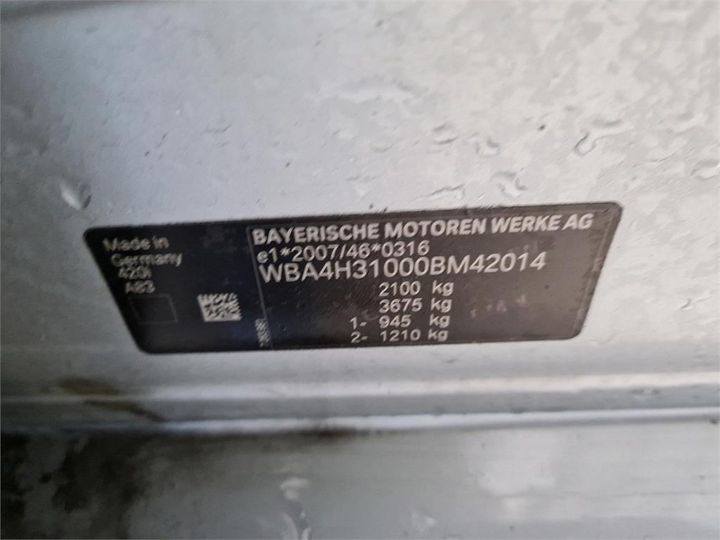 Made in
Germany
420i
A83
BAYERISCHE MOTOREN WERKE AG
e1*2007/46*0316
WBA4H31000BM42014
2100 kg
3675 kg
1- 945 kg
2- 1210 kg